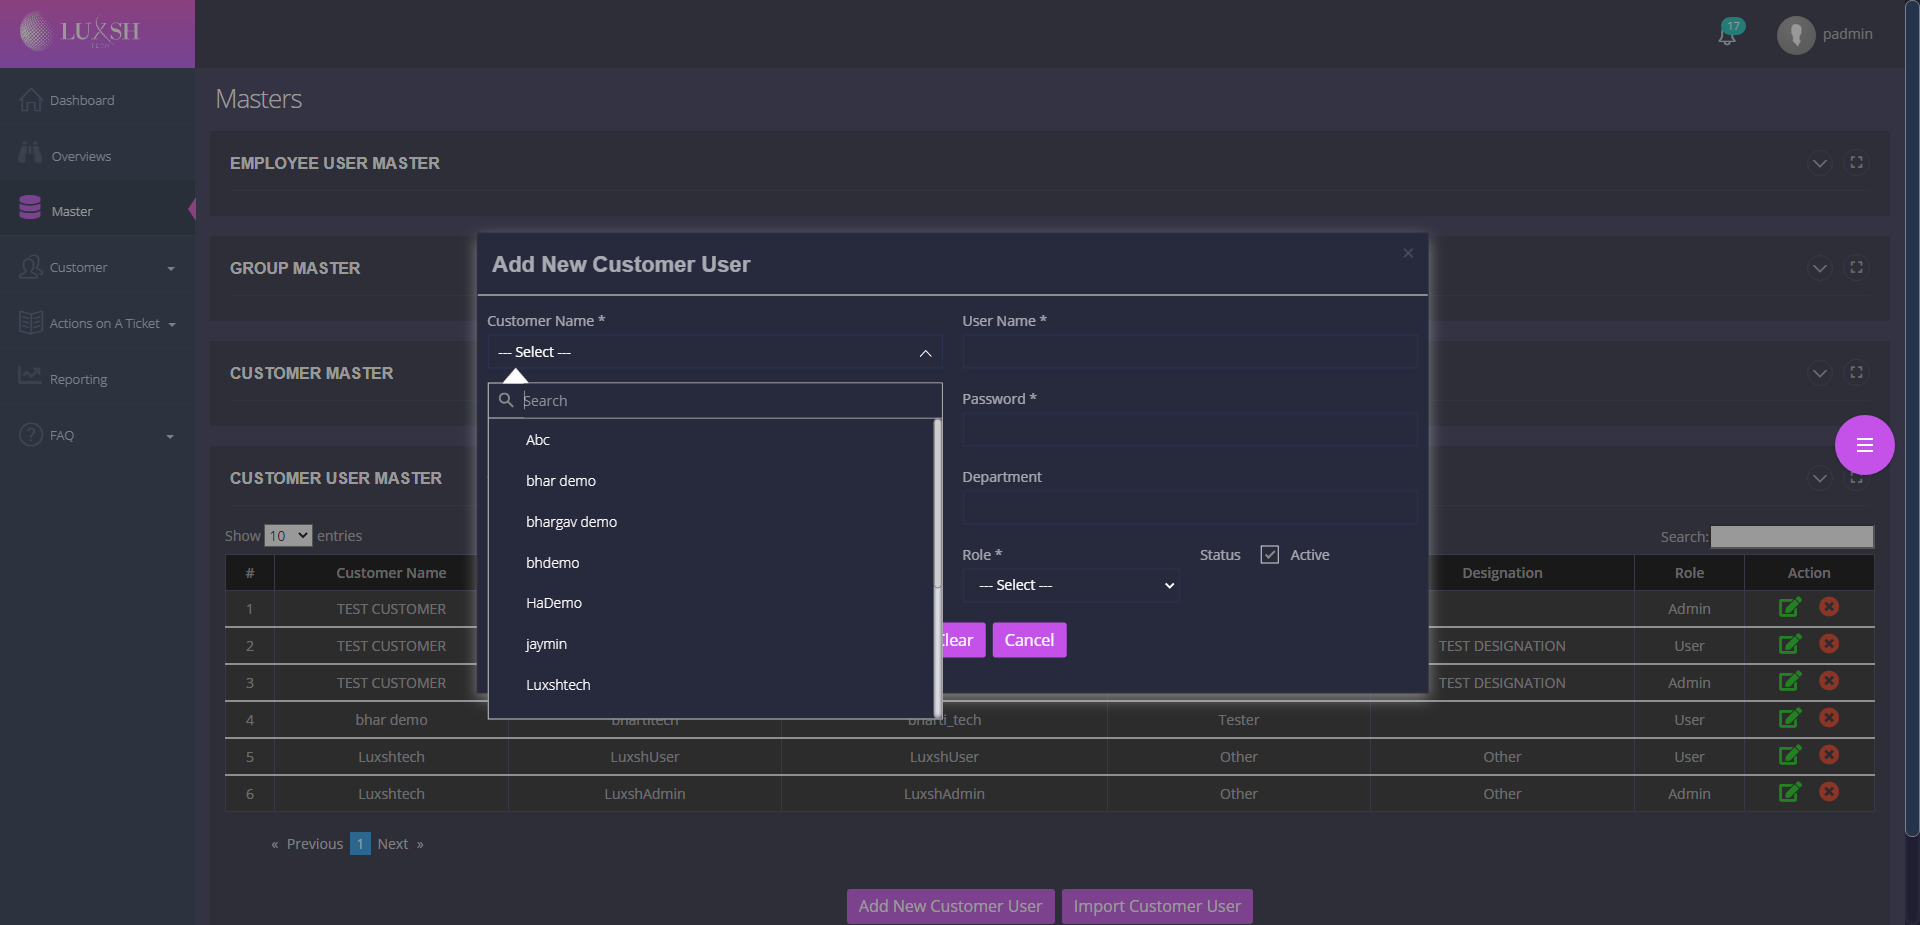 LUXSH
TECH
17
padmin
Dashboard
Overviews
Master
Customer
Actions on A Ticket
Reporting
FAQ
Masters
EMPLOYEE USER MASTER
GROUP MASTER
CUSTOMER MASTER
CUSTOMER USER MASTER
Add New Customer User
×
Customer Name *
--- Select ---
Search
Abc
bhar demo
bhargav demo
bhdemo
HaDemo
jaymin
Luxshtech
User Name *
Password *
Department
Role *
--- Select ---
Status
Active
Clear
Cancel
Show 10 entries
Search:
# Customer Name Designation Role Action
1 TEST CUSTOMER Admin
2 TEST CUSTOMER TEST DESIGNATION User
3 TEST CUSTOMER TEST DESIGNATION Admin
4 bhar demo bhartitech bharti_tech Tester User
5 Luxshtech LuxshUser LuxshUser Other Other User
6 Luxshtech LuxshAdmin LuxshAdmin Other Other Admin
« Previous 1 Next »
Add New Customer User
Import Customer User